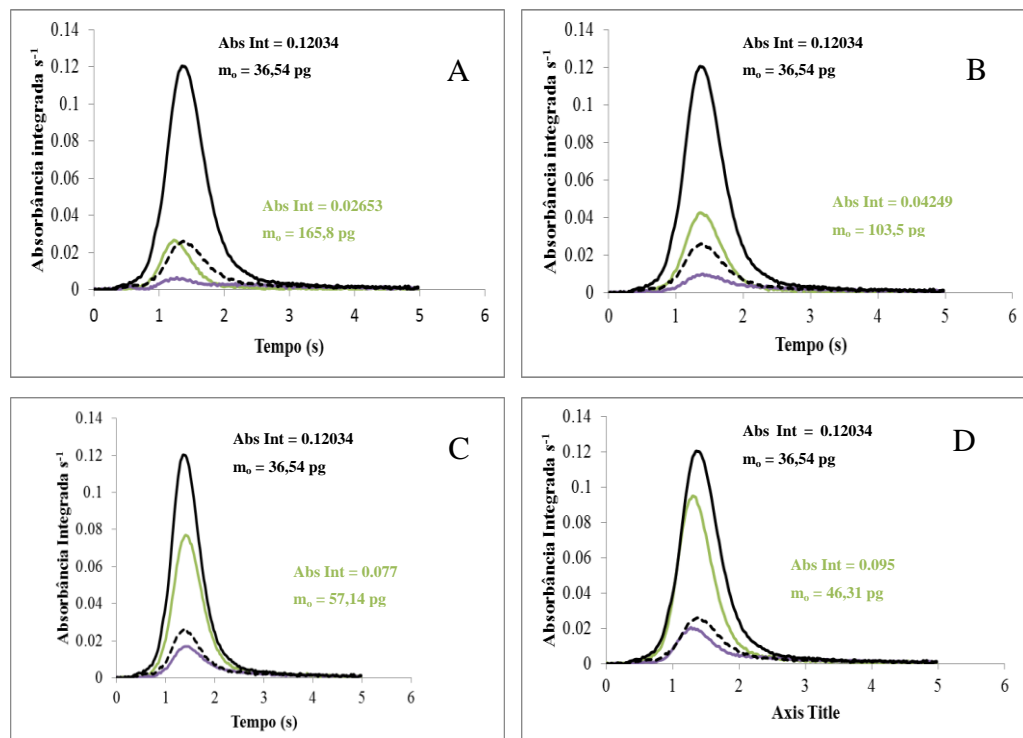 A
Abs Int = 0.12034
mₒ = 36,54 pg
Abs Int = 0.02653
mₒ = 165,8 pg
Absorbância integrada s⁻¹
0.14
0.12
0.1
0.08
0.06
0.04
0.02
0
0 1 2 3 4 5 6
Tempo (s)
B
Abs Int = 0.12034
mₒ = 36,54 pg
Abs Int = 0.04249
mₒ = 103,5 pg
Absorbância integrada s⁻¹
0.14
0.12
0.1
0.08
0.06
0.04
0.02
0
0 1 2 3 4 5 6
Tempo (s)
C
Abs Int = 0.12034
mₒ = 36,54 pg
Abs Int = 0.077
mₒ = 57,14 pg
Absorbância Integrada s⁻¹
0.14
0.12
0.1
0.08
0.06
0.04
0.02
0
0 1 2 3 4 5 6
Tempo (s)
D
Abs Int = 0.12034
mₒ = 36,54 pg
Abs Int = 0.095
mₒ = 46,31 pg
Absorbância Integrada s⁻¹
0.14
0.12
0.1
0.08
0.06
0.04
0.02
0
0 1 2 3 4 5 6
Axis Title